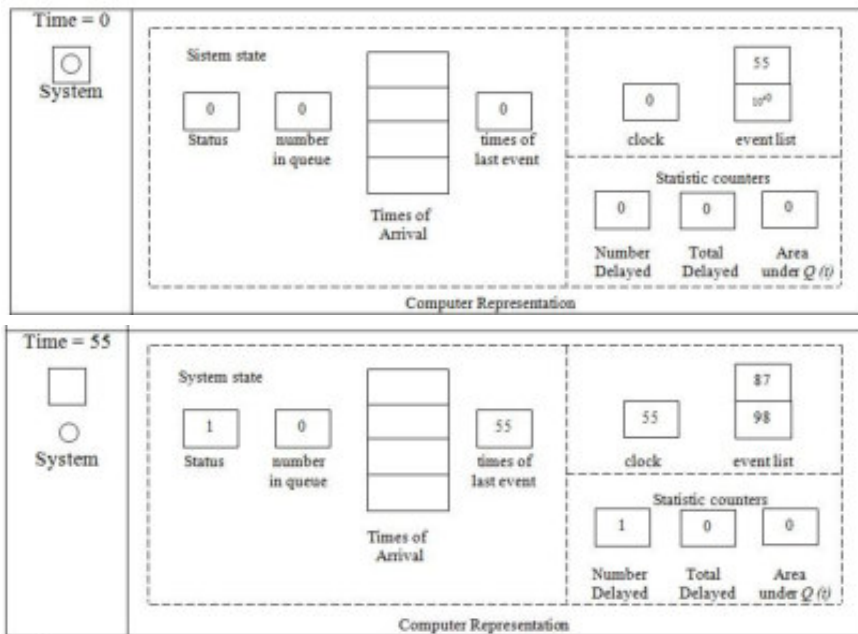 Time = 0
System
Sistem state
0
0
0
Status
number
in queue
times of
last event
Times of
Arrival
0
clock
55
event list
Statistic counters
0
0
0
Number
Delayed
Total
Delayed
Area
under Q (t)
Computer Representation
Time = 55
System
System state
1
0
55
Status
number
in queue
times of
last event
Times of
Arrival
55
clock
87
98
event list
Statistic counters
1
0
0
Number
Delayed
Total
Delayed
Area
under Q (t)
Computer Representation